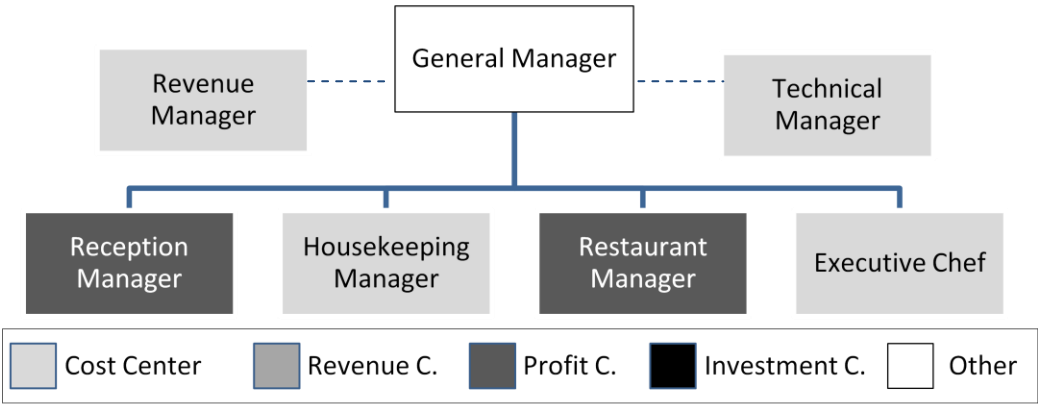 General Manager
Revenue
Manager
Technical
Manager
Reception
Manager
Housekeeping
Manager
Restaurant
Manager
Executive Chef
Cost Center
Revenue C.
Profit C.
Investment C.
Other